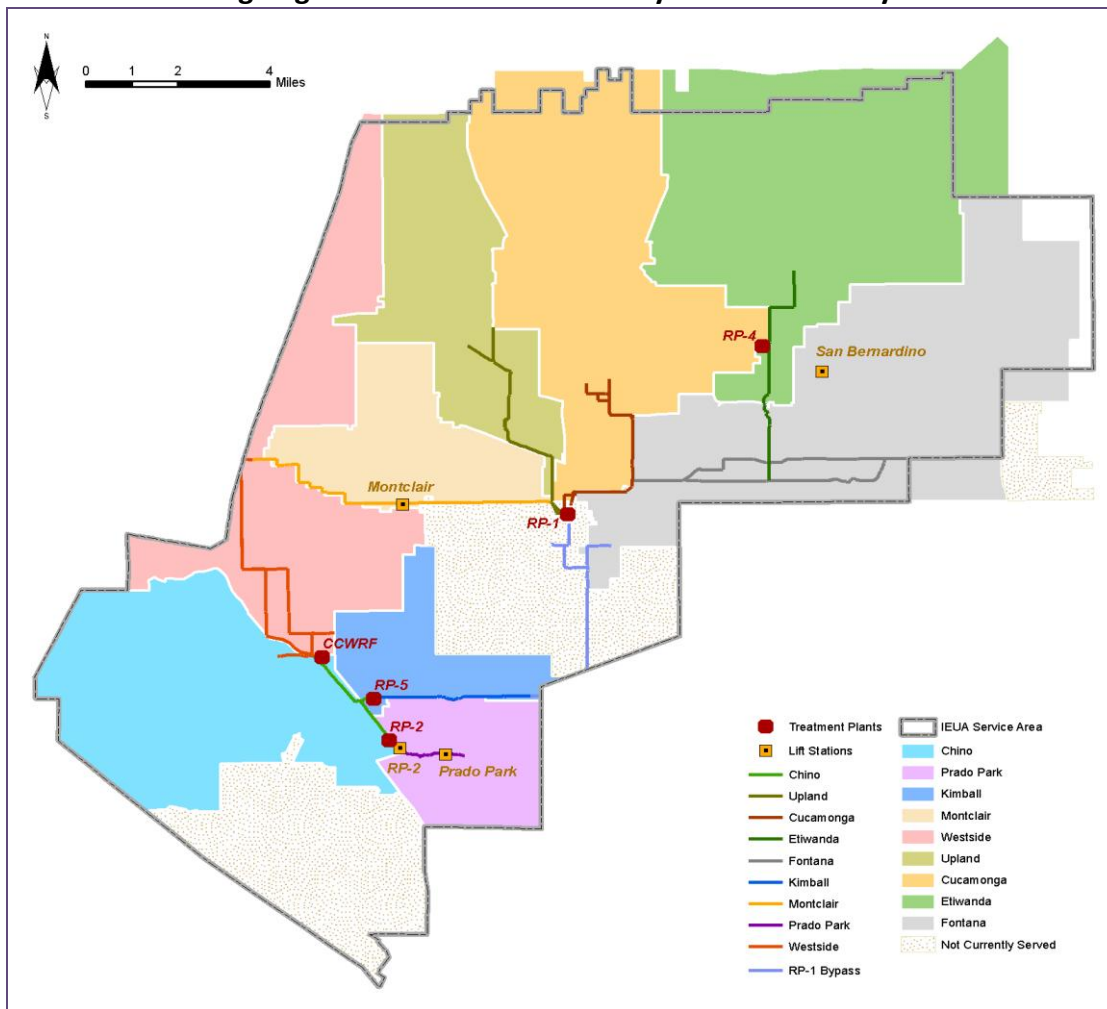 N
S
0 1 2 4 Miles
RP-4
San Bernardino
Montclair
RP-1
CCWRF
RP-5
RP-2
RP-2
Prado Park
Treatment Plants
Lift Stations
Chino
Upland
Cucamonga
Etiwanda
Fontana
Kimball
Montclair
Prado Park
Westside
RP-1 Bypass
IEUA Service Area
Chino
Prado Park
Kimball
Montclair
Westside
Upland
Cucamonga
Etiwanda
Fontana
Not Currently Served